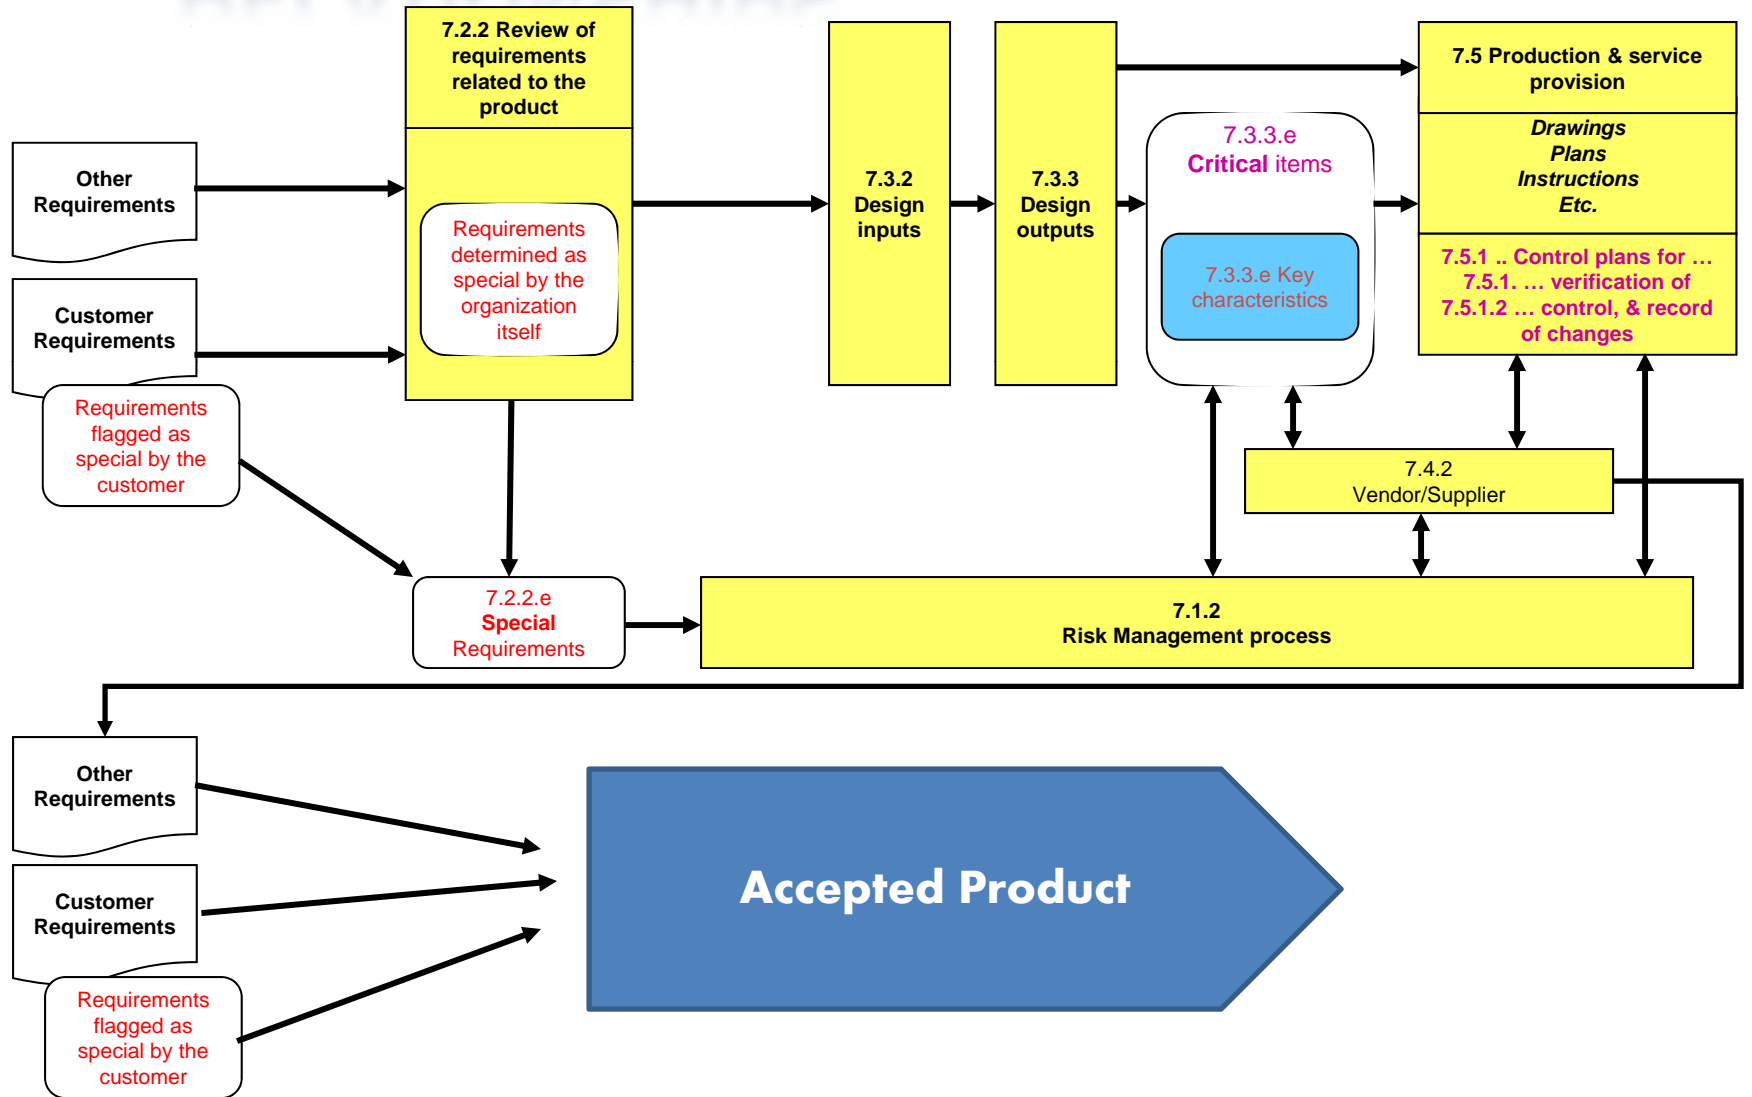 7.2.2 Review of
requirements
related to the
product
7.5 Production & service
provision
Other
Requirements
Requirements
determined as
special by the
organization
itself
7.3.2
Design
inputs
7.3.3
Design
outputs
7.3.3.e
Critical items
7.3.3.e Key
characteristics
Drawings
Plans
Instructions
Etc.
7.5.1 .. Control plans for …
7.5.1. … verification of
7.5.1.2 … control, & record
of changes
Customer
Requirements
Requirements
flagged as
special by the
customer
7.4.2
Vendor/Supplier
7.2.2.e
Special
Requirements
7.1.2
Risk Management process
Other
Requirements
Customer
Requirements
Requirements
flagged as
special by the
customer
Accepted Product